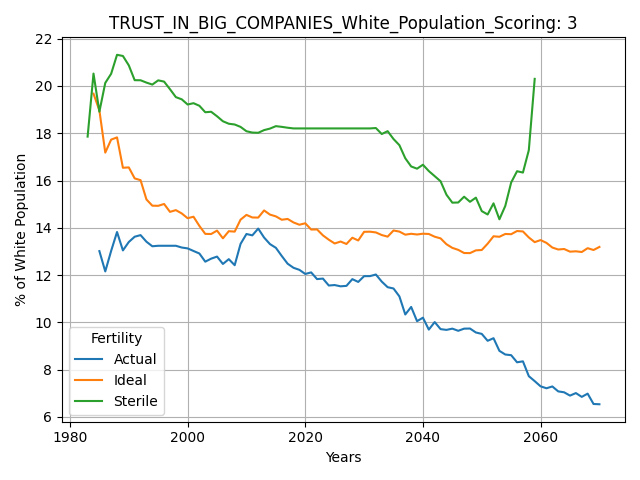 TRUST_IN_BIG_COMPANIES_White_Population_Scoring: 3
% of White Population
22
20
18
16
14
12
10
8
6
Fertility
Actual
Ideal
Sterile
1980
2000
2020
2040
2060
Years